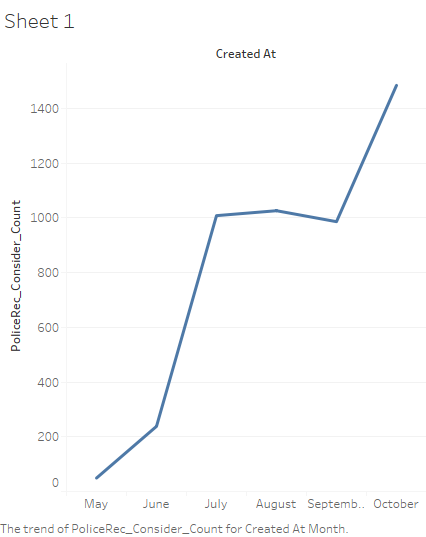 Sheet 1
Created At
PoliceRec_Consider_Count
1400
1200
1000
800
600
400
200
0
May June July August Septemb.. October
The trend of PoliceRec_Consider_Count for Created At Month.